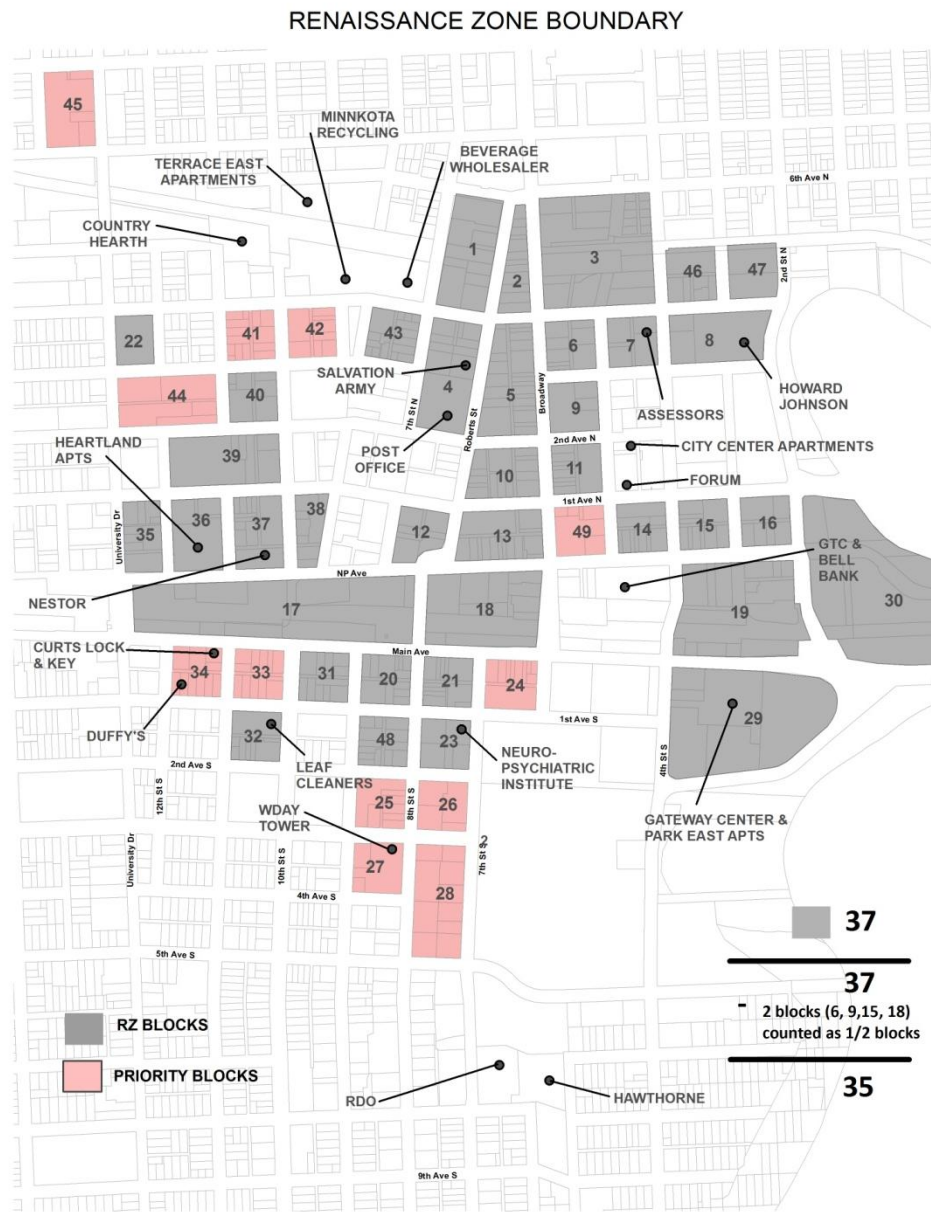 RENAISSANCE ZONE BOUNDARY
45
MINNKOTA
RECYCLING
BEVERAGE
WHOLESALER
TERRACE EAST
APARTMENTS
6th Ave N
COUNTRY
HEARTH
1
2
3
46
47
2nd St N
22
41
42
43
6
7
8
SALVATION
ARMY
4
5
Broadway
44
40
7th St N
Roberts St
9
ASSESSORS
HOWARD
JOHNSON
HEARTLAND
APTS
39
POST
OFFICE
2nd Ave N
CITY CENTER APARTMENTS
10
11
FORUM
1st Ave N
University Dr
35
36
37
38
12
13
49
14
15
16
NP Ave
GTC &
BELL
BANK
NESTOR
17
18
19
30
CURTS LOCK
& KEY
Main Ave
34
33
31
20
21
24
1st Ave S
29
DUFFY'S
32
48
23
4th St S
2nd Ave S
LEAF
CLEANERS
NEURO-
PSYCHIATRIC
INSTITUTE
12th St S
25
8th St S
26
WDAY
TOWER
GATEWAY CENTER &
PARK EAST APTS
University Dr
10th St S
27
2
7th St S
28
4th Ave S
37
5th Ave S
37
- 2 blocks (6, 9,15, 18)
counted as 1/2 blocks
RZ BLOCKS
PRIORITY BLOCKS
35
RDO
HAWTHORNE
9th Ave S